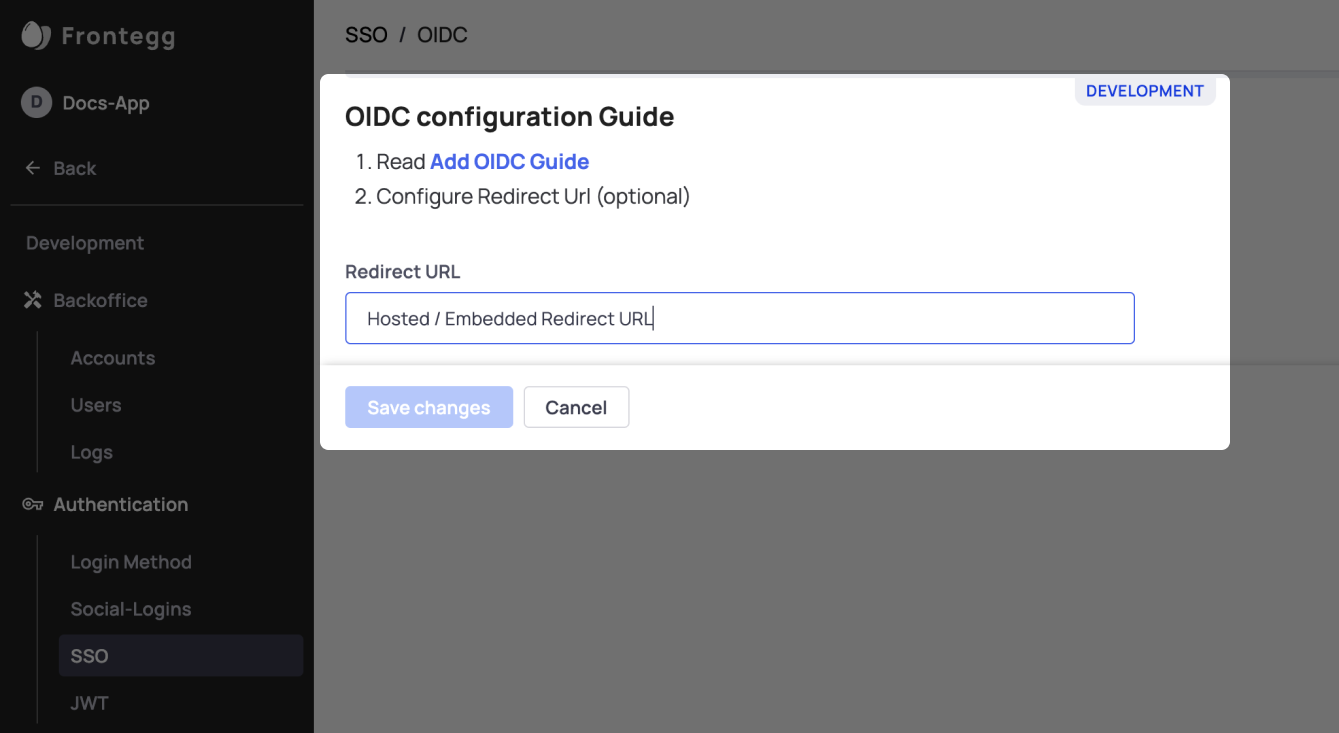 Frontegg
D Docs-App
Back
Development
Backoffice
Accounts
Users
Logs
Authentication
Login Method
Social-Logins
SSO
JWT
SSO / OIDC
DEVELOPMENT
OIDC configuration Guide
1. Read Add OIDC Guide
2. Configure Redirect Url (optional)
Redirect URL
Hosted / Embedded Redirect URL
Save changes
Cancel